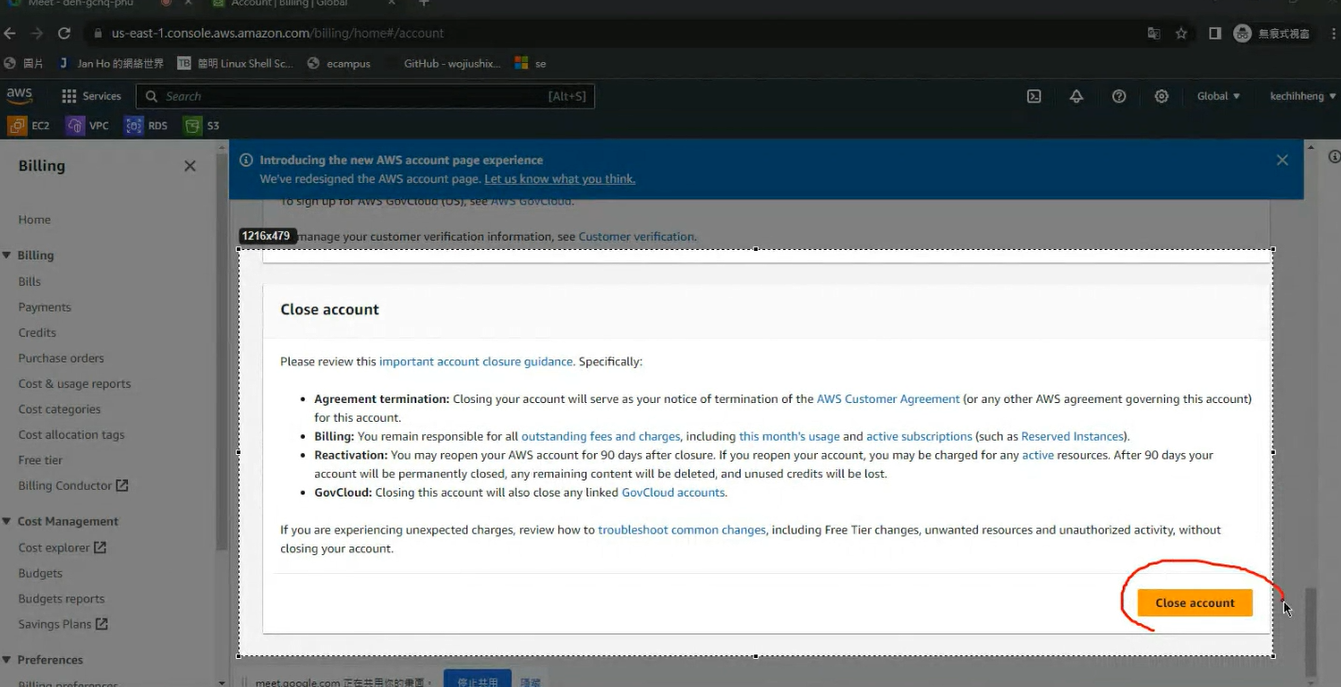 Meet - den-gcnq-phu
Account | Billing | Global
us-east-1.console.aws.amazon.com/billing/home#/account
無痕式視窗
圖片
Jan Ho 的網絡世界
TB
簡明 Linux Shell Sc...
ecampus
GitHub - wojiushix...
se
aws
Services
Search
[Alt+S]
Global
kechihheng
EC2
VPC
RDS
S3
Billing
Introducing the new AWS account page experience
We've redesigned the AWS account page. Let us know what you think.
Home
Billing
Bills
Payments
Credits
Purchase orders
Cost & usage reports
Cost categories
Cost allocation tags
Free tier
Billing Conductor
Cost Management
Cost explorer
Budgets
Budgets reports
Savings Plans
Preferences
Billing preferences
To sign up for AWS GovCloud (US), see AWS GovCloud.
1216x479
manage your customer verification information, see Customer verification.
Close account
Please review this important account closure guidance. Specifically:
• Agreement termination: Closing your account will serve as your notice of termination of the AWS Customer Agreement (or any other AWS agreement governing this account)
for this account.
• Billing: You remain responsible for all outstanding fees and charges, including this month's usage and active subscriptions (such as Reserved Instances).
• Reactivation: You may reopen your AWS account for 90 days after closure. If you reopen your account, you may be charged for any active resources. After 90 days your
account will be permanently closed, any remaining content will be deleted, and unused credits will be lost.
• GovCloud: Closing this account will also close any linked GovCloud accounts.
If you are experiencing unexpected charges, review how to troubleshoot common changes, including Free Tier changes, unwanted resources and unauthorized activity, without
closing your account.
Close account
meet.google.com 正在共用你的畫面。
停止共用
隱藏